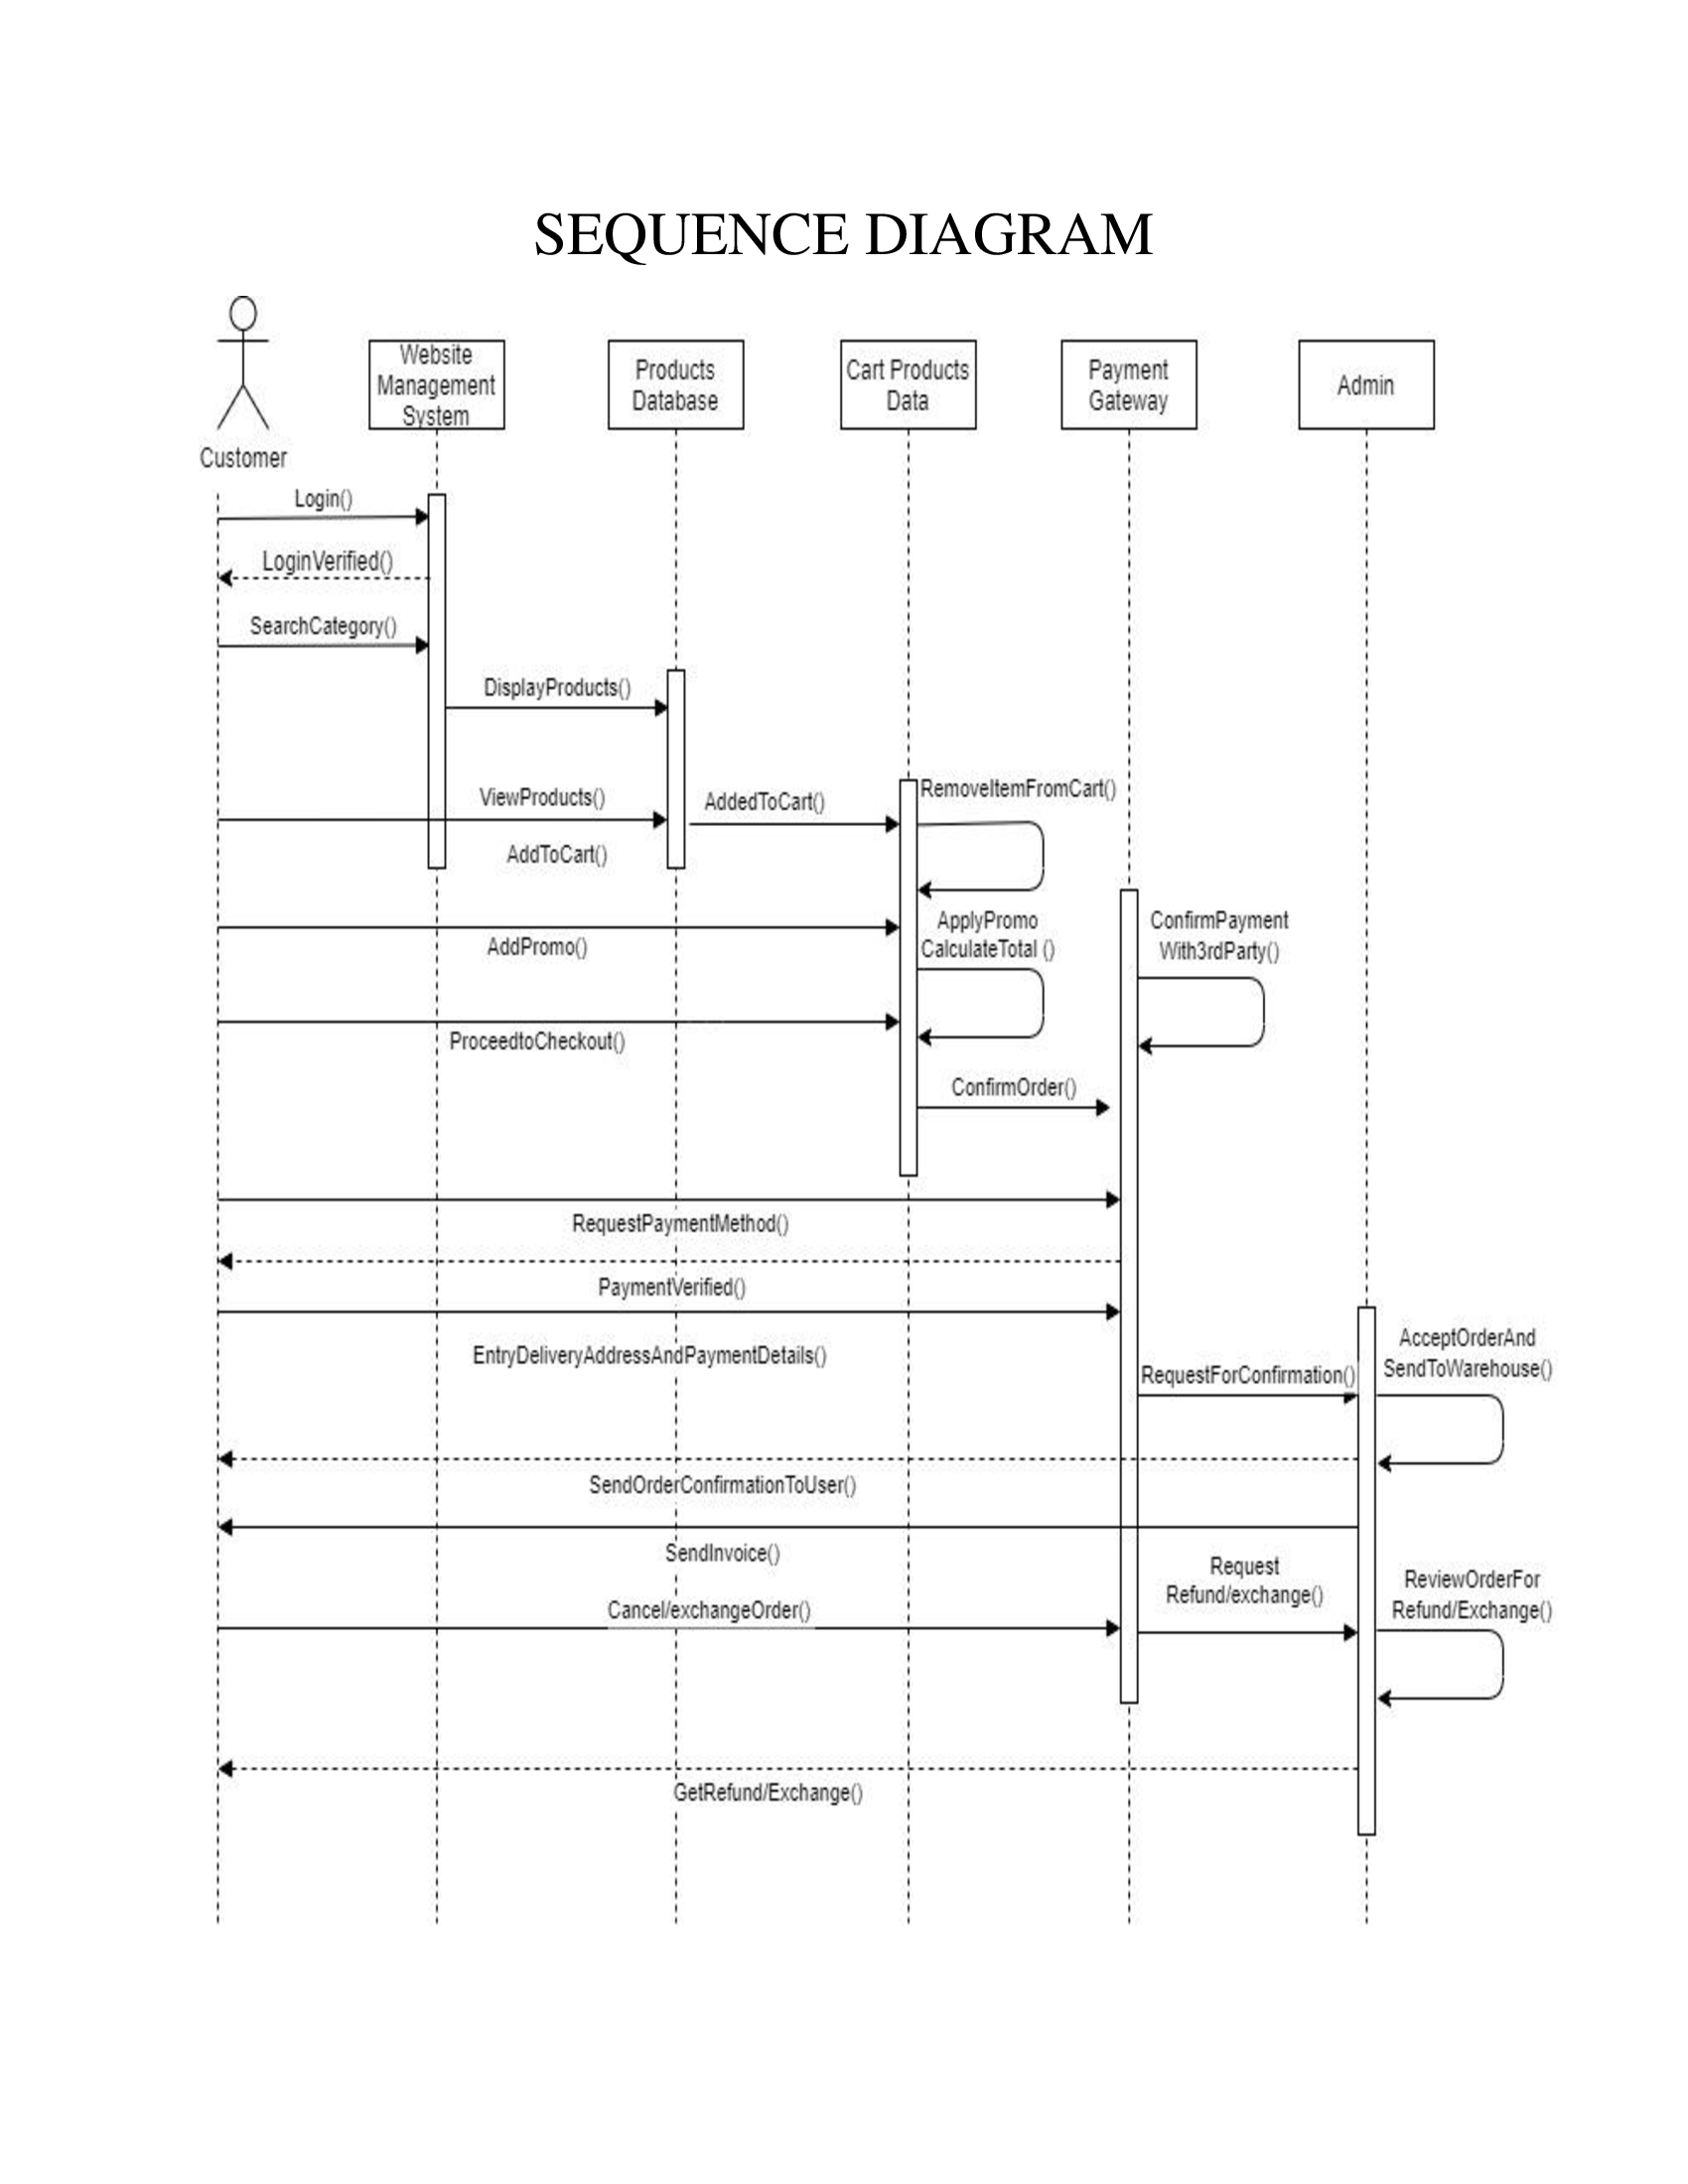 SEQUENCE DIAGRAM
Website
Management
System
Products
Database
Cart Products
Data
Payment
Gateway
Admin
Customer
Login()
LoginVerified()
SearchCategory()
DisplayProducts()
ViewProducts()
AddedToCart()
RemoveItemFromCart()
AddToCart()
ApplyPromo
CalculateTotal ()
ConfirmPayment
With3rdParty()
AddPromo()
ProceedtoCheckout()
ConfirmOrder()
RequestPaymentMethod()
PaymentVerified()
EntryDeliveryAddressAndPaymentDetails()
RequestForConfirmation()
AcceptOrderAnd
SendToWarehouse()
SendOrderConfirmationToUser()
SendInvoice()
Request
Refund/exchange()
ReviewOrderFor
Refund/Exchange()
Cancel/exchangeOrder()
GetRefund/Exchange()